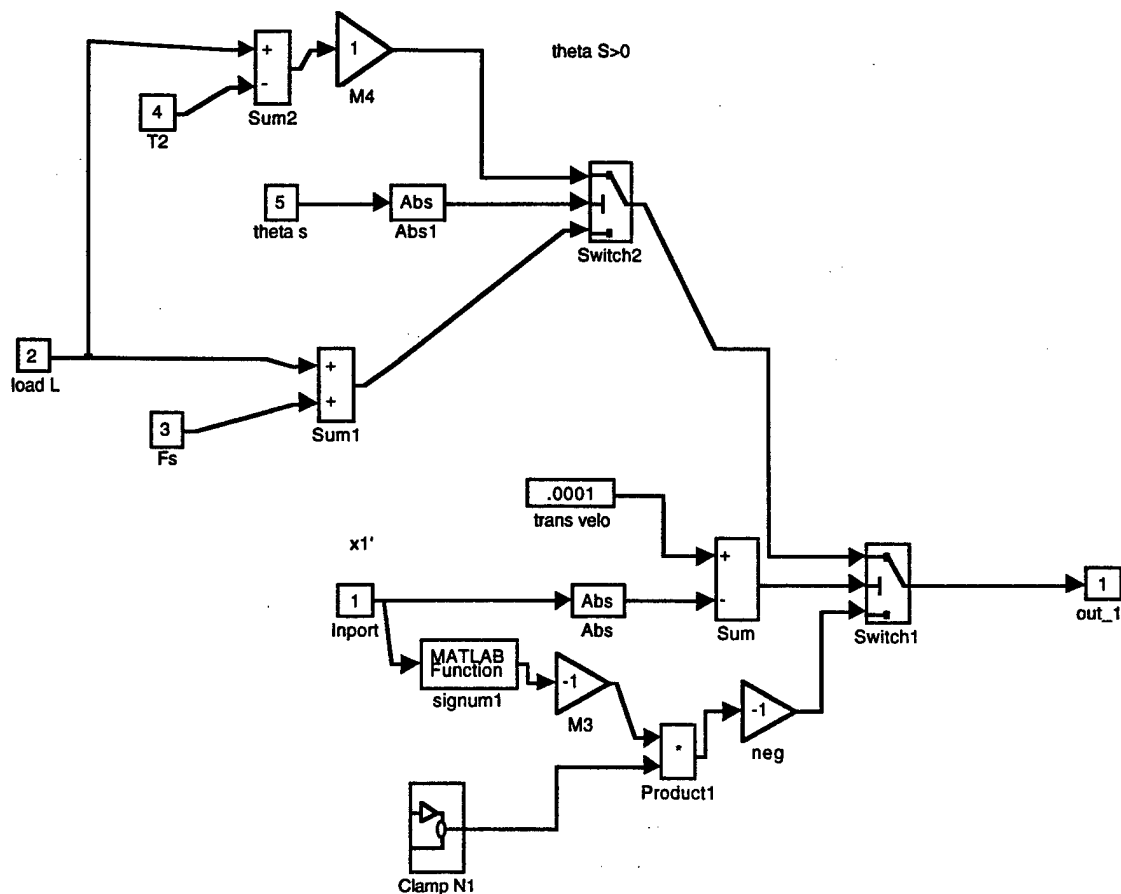 theta S>0
+
-
Sum2
1
M4
4
T2
5
theta s
Abs
Abs1
Switch2
2
load L
+
+
Sum1
3
Fs
.0001
trans velo
x1'
1
Inport
Abs
Abs
+
-
Sum
Switch1
1
out_1
MATLAB
Function
signum1
-1
M3
*
Product1
-1
neg
Clamp N1